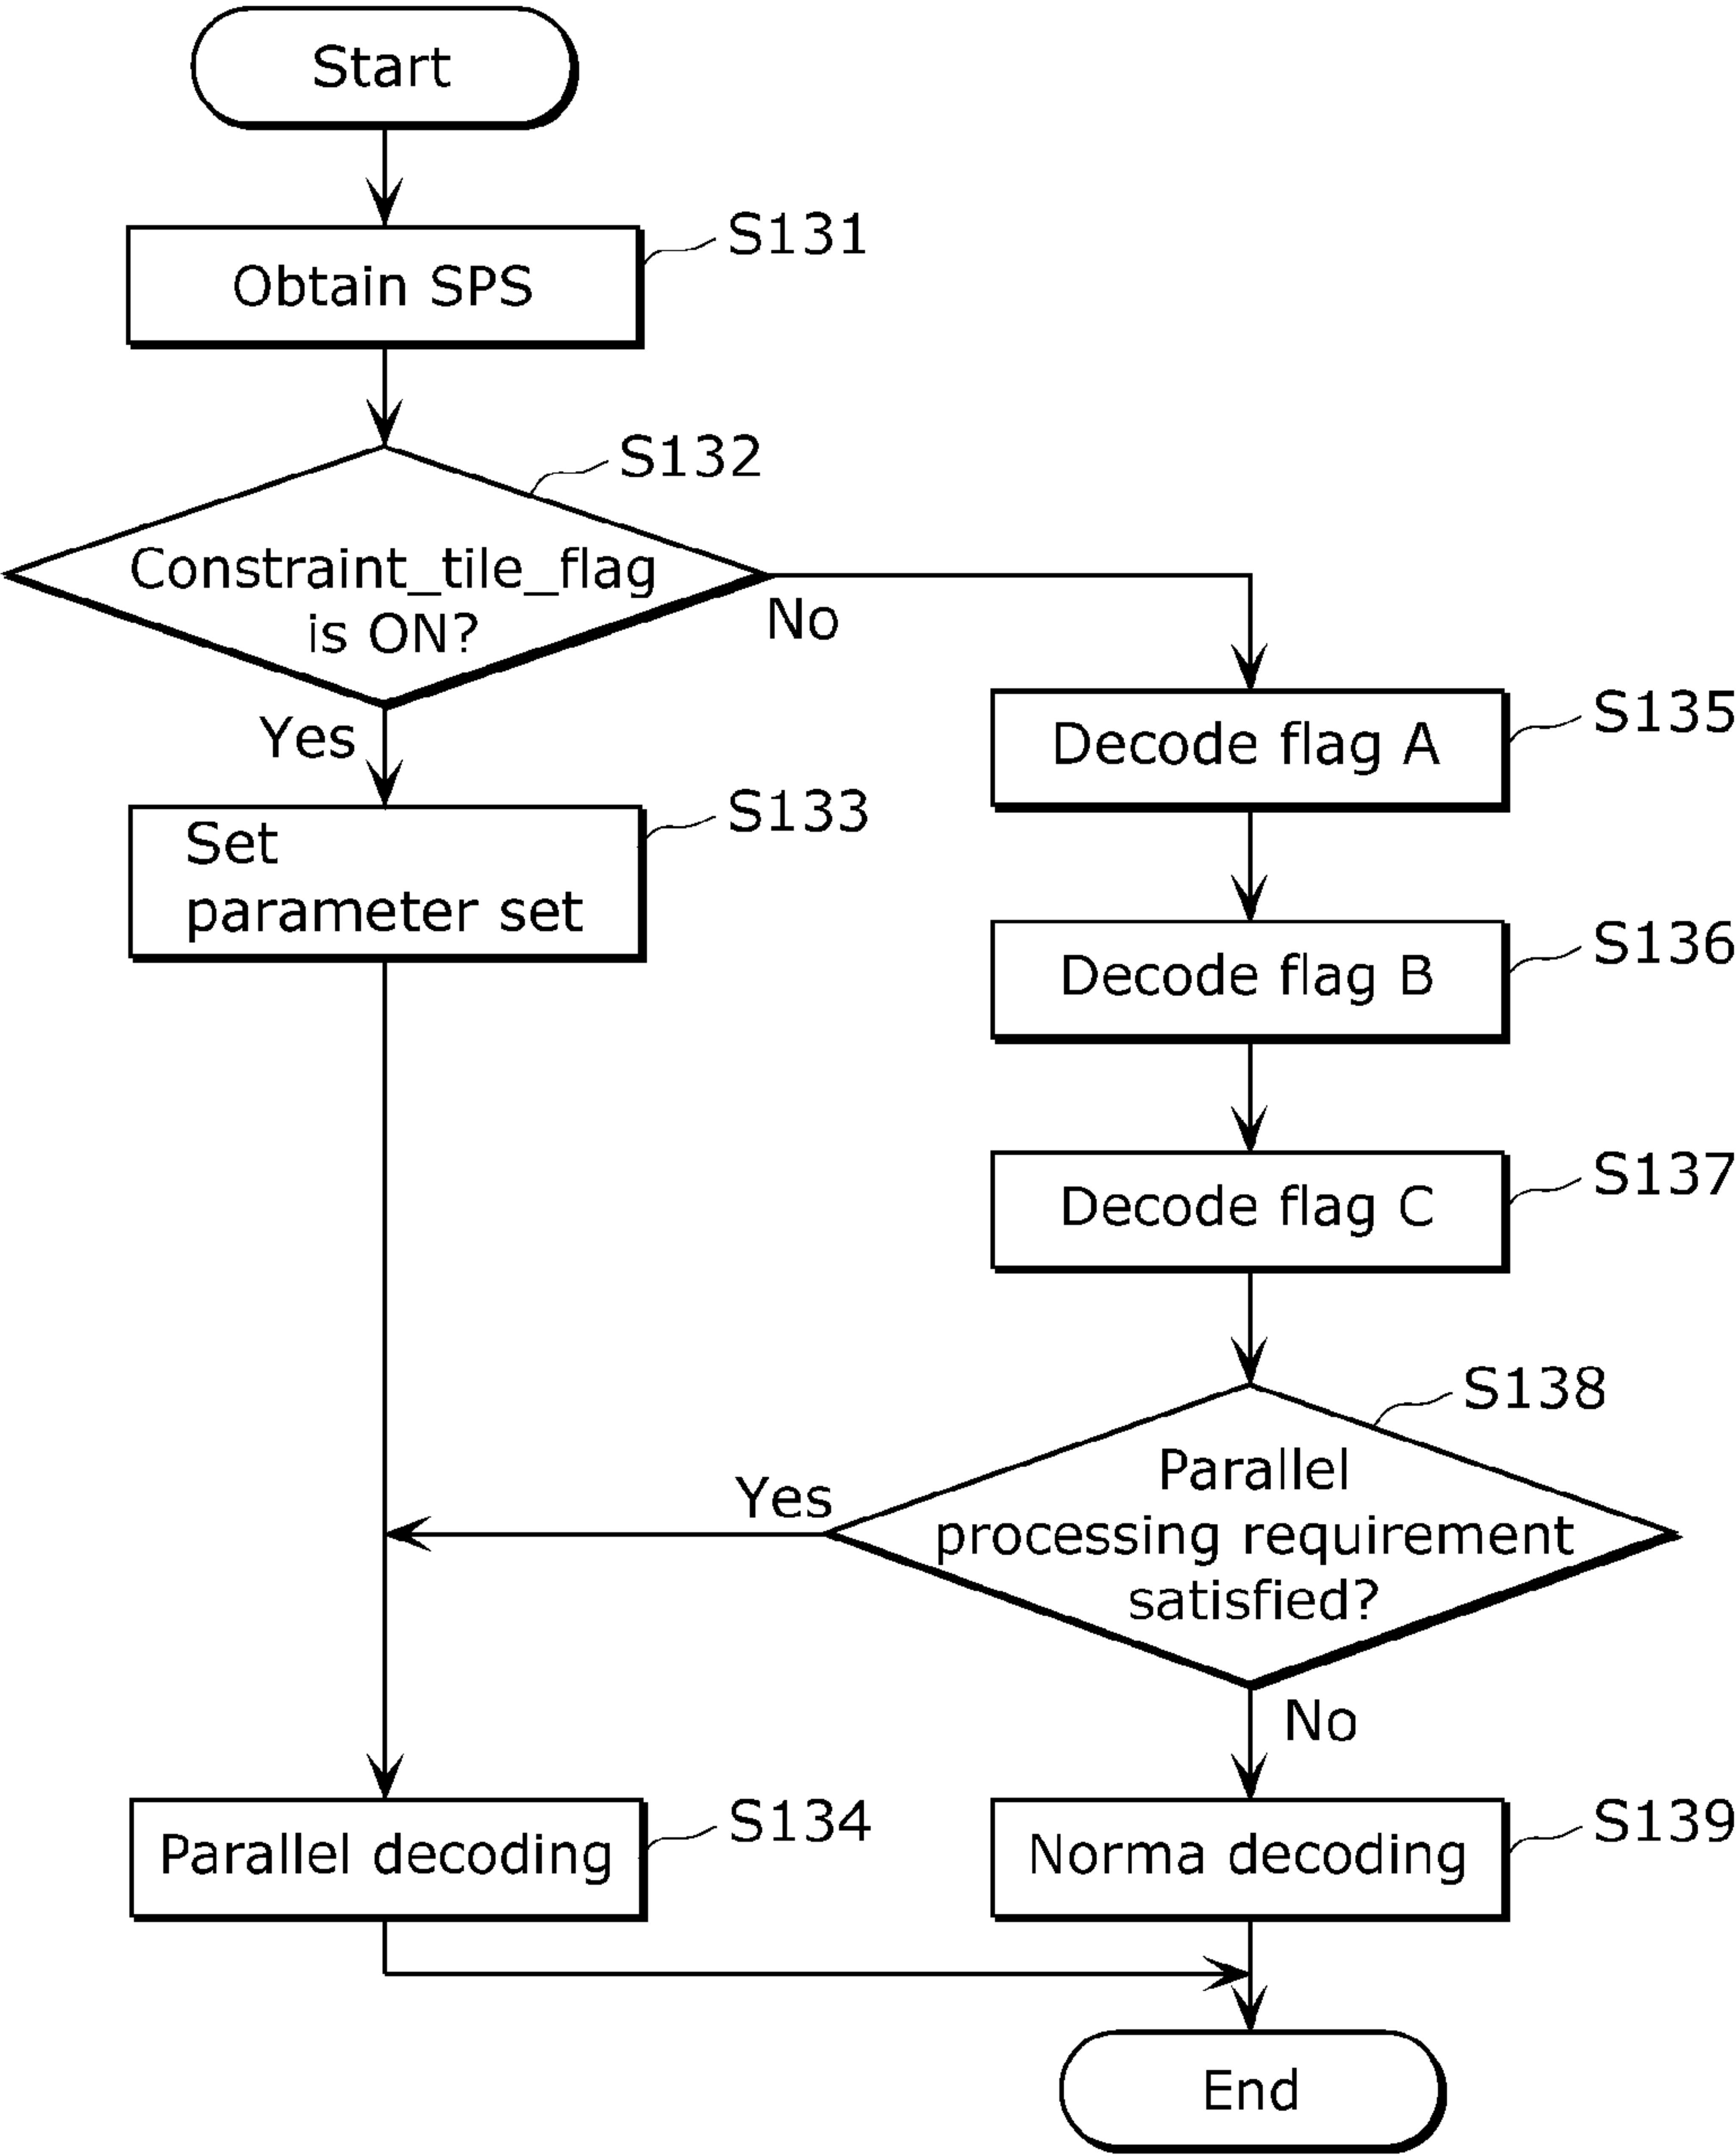 Start
S131
Obtain SPS
S132
Constraint_tile_flag
is ON?
No
Yes
S133
Set
parameter set
S135
Decode flag A
S136
Decode flag B
S137
Decode flag C
S138
Parallel
processing requirement
satisfied?
Yes
No
S134
Parallel decoding
S139
Norma decoding
End